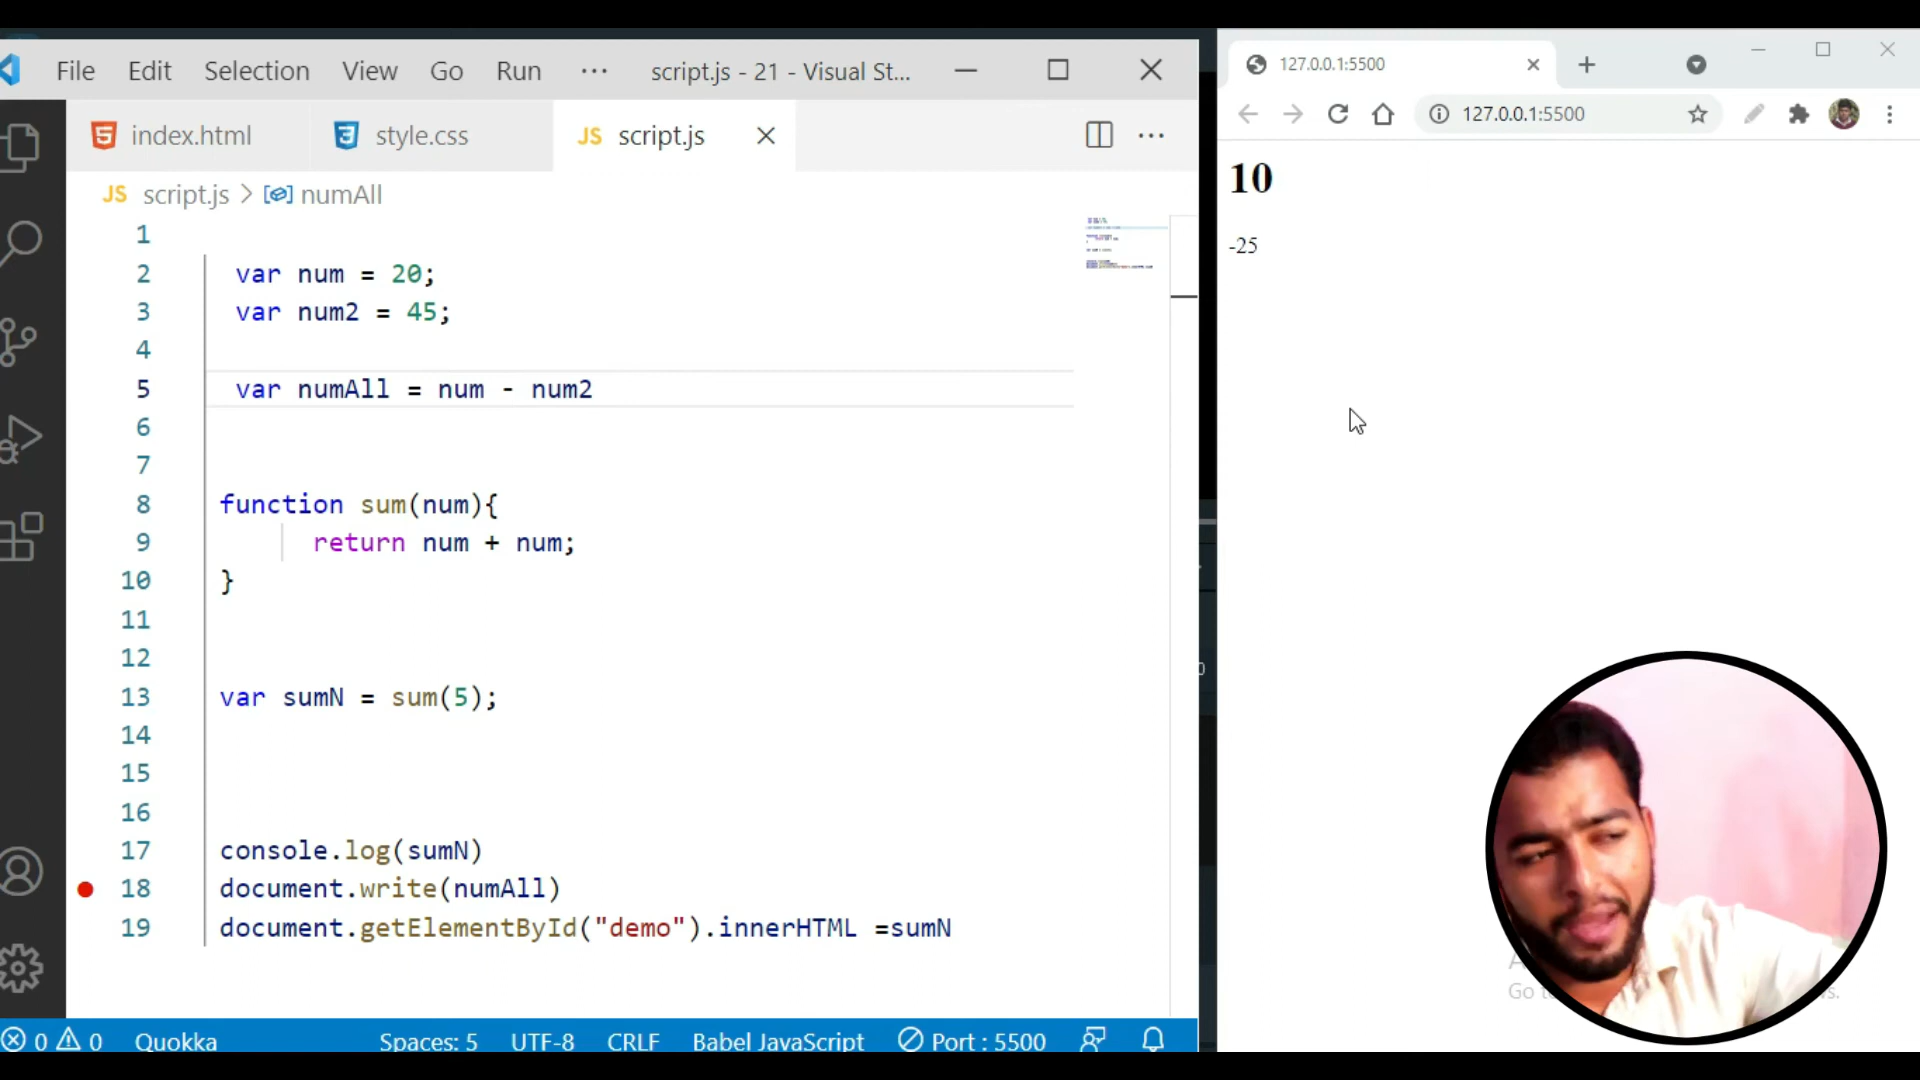 File Edit Selection View Go Run ··· script.js - 21 - Visual St...
index.html style.css JS script.js
JS script.js > numAll
1
2 var num = 20;
3 var num2 = 45;
4
5 var numAll = num - num2
6
7
8 function sum(num){
9 return num + num;
10 }
11
12
13 var sumN = sum(5);
14
15
16
17 console.log(sumN)
18 document.write(numAll)
19 document.getElementById("demo").innerHTML =sumN
0 0 Quokka Spaces: 5 UTF-8 CRLF Babel JavaScript Port : 5500
127.0.0.1:5500
127.0.0.1:5500
10
-25